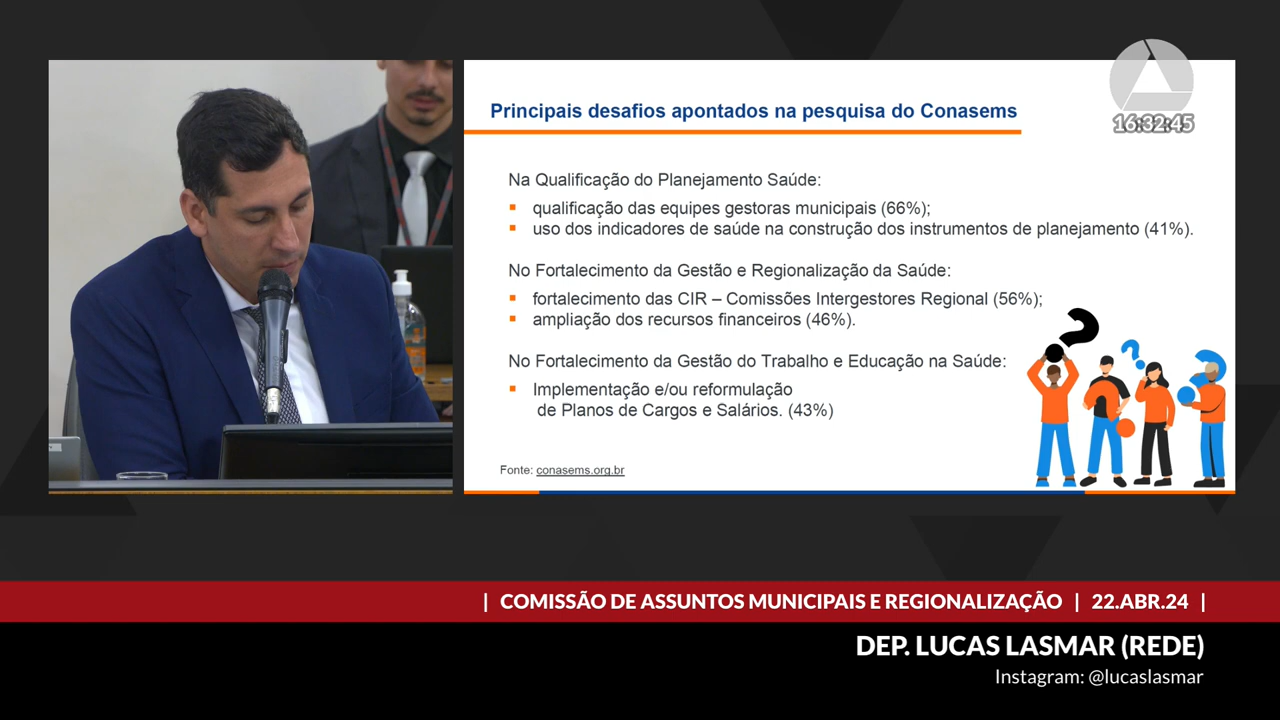 Principais desafios apontados na pesquisa do Conasems
16:32:45
Na Qualificação do Planejamento Saúde:
▪ qualificação das equipes gestoras municipais (66%);
▪ uso dos indicadores de saúde na construção dos instrumentos de planejamento (41%).
No Fortalecimento da Gestão e Regionalização da Saúde:
▪ fortalecimento das CIR – Comissões Intergestores Regional (56%);
▪ ampliação dos recursos financeiros (46%).
No Fortalecimento da Gestão do Trabalho e Educação na Saúde:
▪ Implementação e/ou reformulação
de Planos de Cargos e Salários. (43%)
Fonte: conasems.org.br
| COMISSÃO DE ASSUNTOS MUNICIPAIS E REGIONALIZAÇÃO | 22.ABR.24 |
DEP. LUCAS LASMAR (REDE)
Instagram: @lucaslasmar